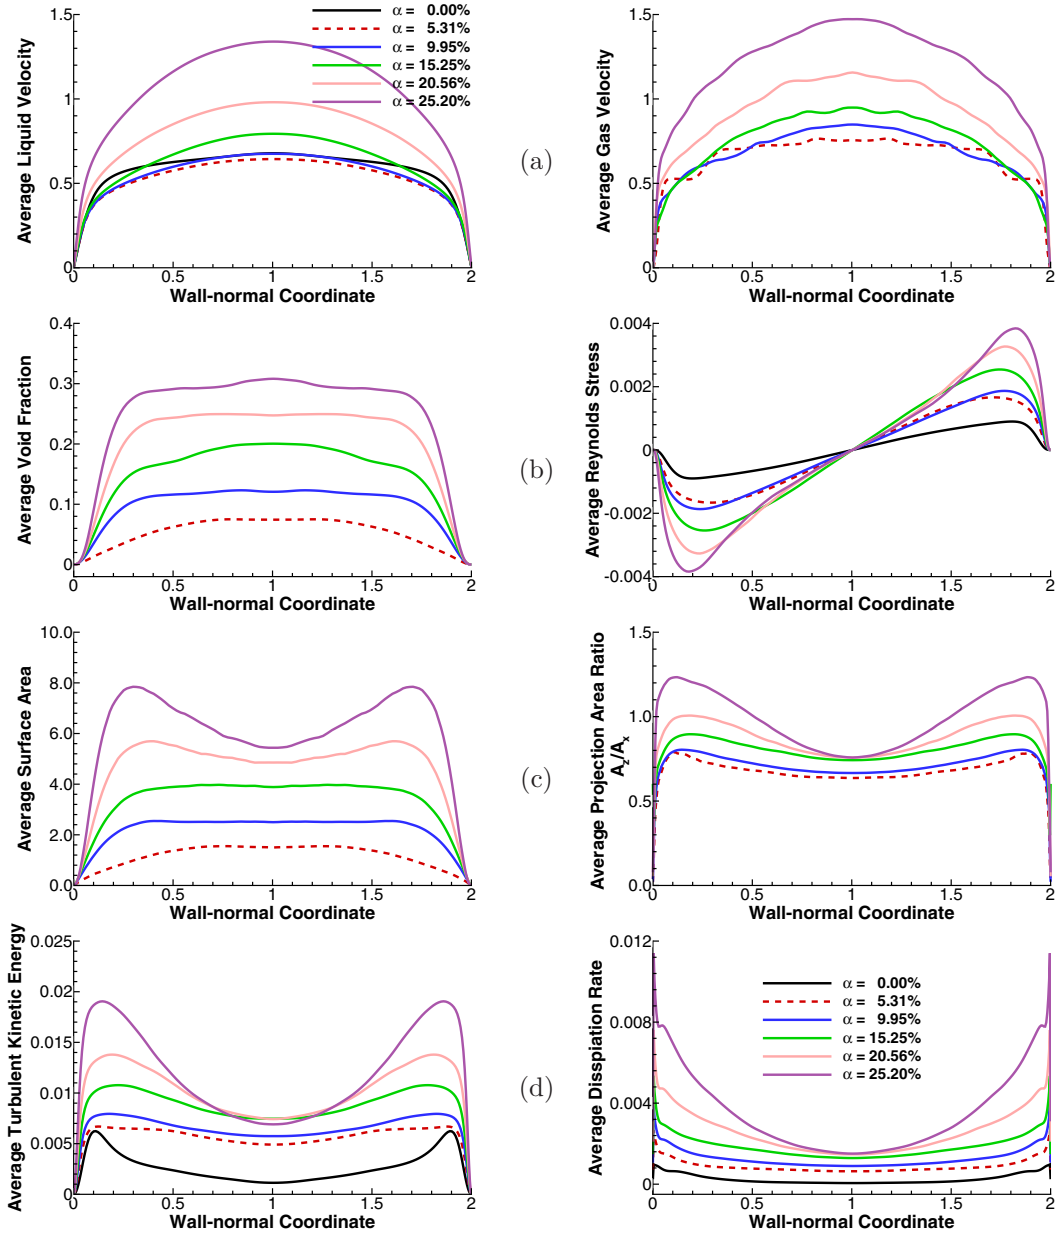 Average Liquid Velocity
1.5
1
0.5
0
α = 0.00%
α = 5.31%
α = 9.95%
α = 15.25%
α = 20.56%
α = 25.20%
0 0.5 1 1.5 2
Wall-normal Coordinate
(a)
Average Gas Velocity
1.5
1
0.5
0
0 0.5 1 1.5 2
Wall-normal Coordinate
Average Void Fraction
0.4
0.3
0.2
0.1
0
0 0.5 1 1.5 2
Wall-normal Coordinate
(b)
Average Reynolds Stress
0.004
0.002
0
-0.002
-0.004
0 0.5 1 1.5 2
Wall-normal Coordinate
Average Surface Area
10.0
8.0
6.0
4.0
2.0
0.0
0 0.5 1 1.5 2
Wall-normal Coordinate
(c)
Average Projection Area Ratio
A_z/A_x
1.5
1.0
0.5
0.0
0 0.5 1 1.5 2
Wall-normal Coordinate
Average Turbulent Kinetic Energy
0.025
0.02
0.015
0.01
0.005
0
0 0.5 1 1.5 2
Wall-normal Coordinate
(d)
Average Disspiation Rate
0.012
0.008
0.004
0
α = 0.00%
α = 5.31%
α = 9.95%
α = 15.25%
α = 20.56%
α = 25.20%
0 0.5 1 1.5 2
Wall-normal Coordinate